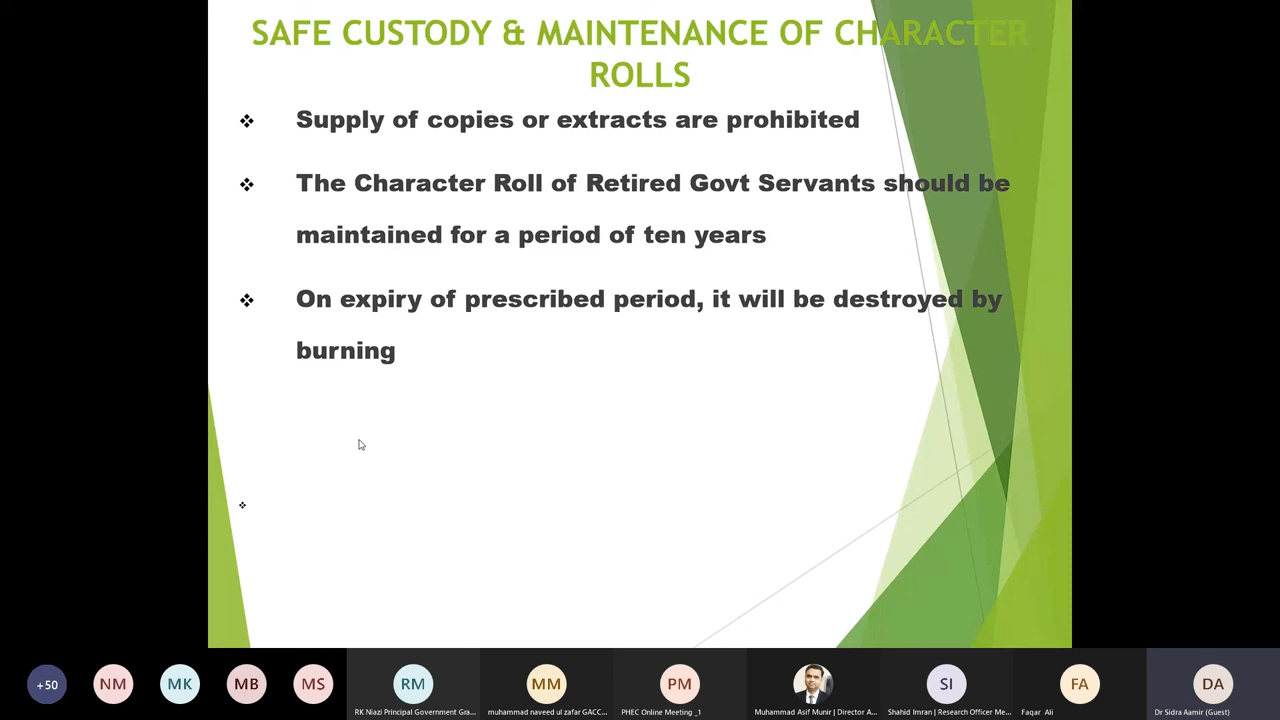 SAFE CUSTODY & MAINTENANCE OF CHARACTER
ROLLS
❖ Supply of copies or extracts are prohibited
❖ The Character Roll of Retired Govt Servants should be
maintained for a period of ten years
❖ On expiry of prescribed period, it will be destroyed by
burning
❖
+50
NM
MK
MB
MS
RM
MM
PM
SI
FA
DA
RK Niazi Principal Government Gra...
muhammad naveed ul zafar GACC...
PHEC Online Meeting _1
Muhammad Asif Munir | Director A...
Shahid Imran | Research Officer Me...
Faqar Ali
Dr Sidra Aamir (Guest)